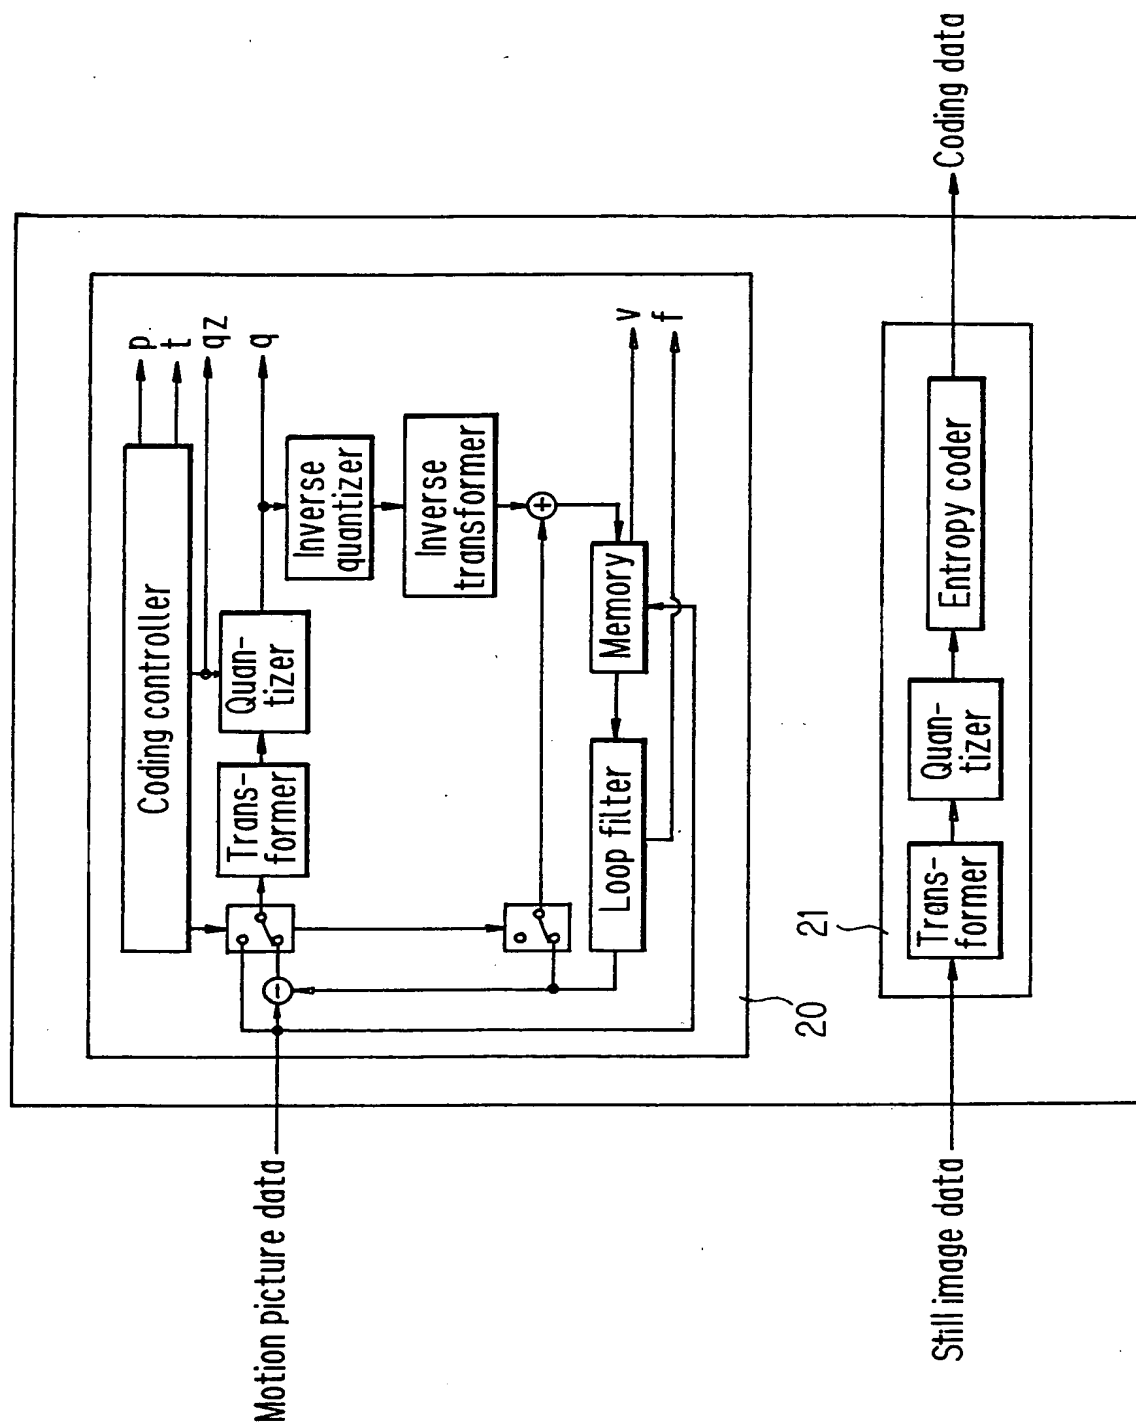 Motion picture data
Coding controller
p
t
qz
Trans-
former
Quan-
tizer
q
Inverse
quantizer
Inverse
transformer
−
+
Loop filter
Memory
v
f
20
Still image data
21
Trans-
former
Quan-
tizer
Entropy coder
Coding data